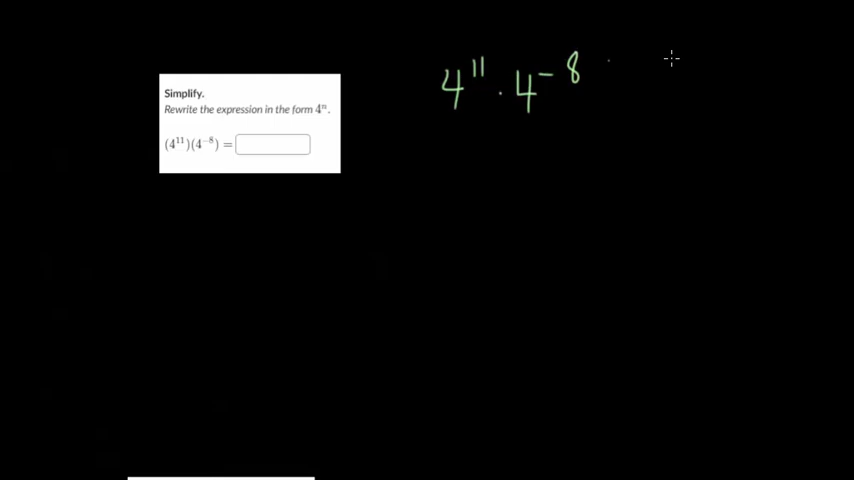 Simplify.
Rewrite the expression in the form 4ⁿ.
(4¹¹)(4⁻⁸) =
4¹¹ · 4⁻⁸